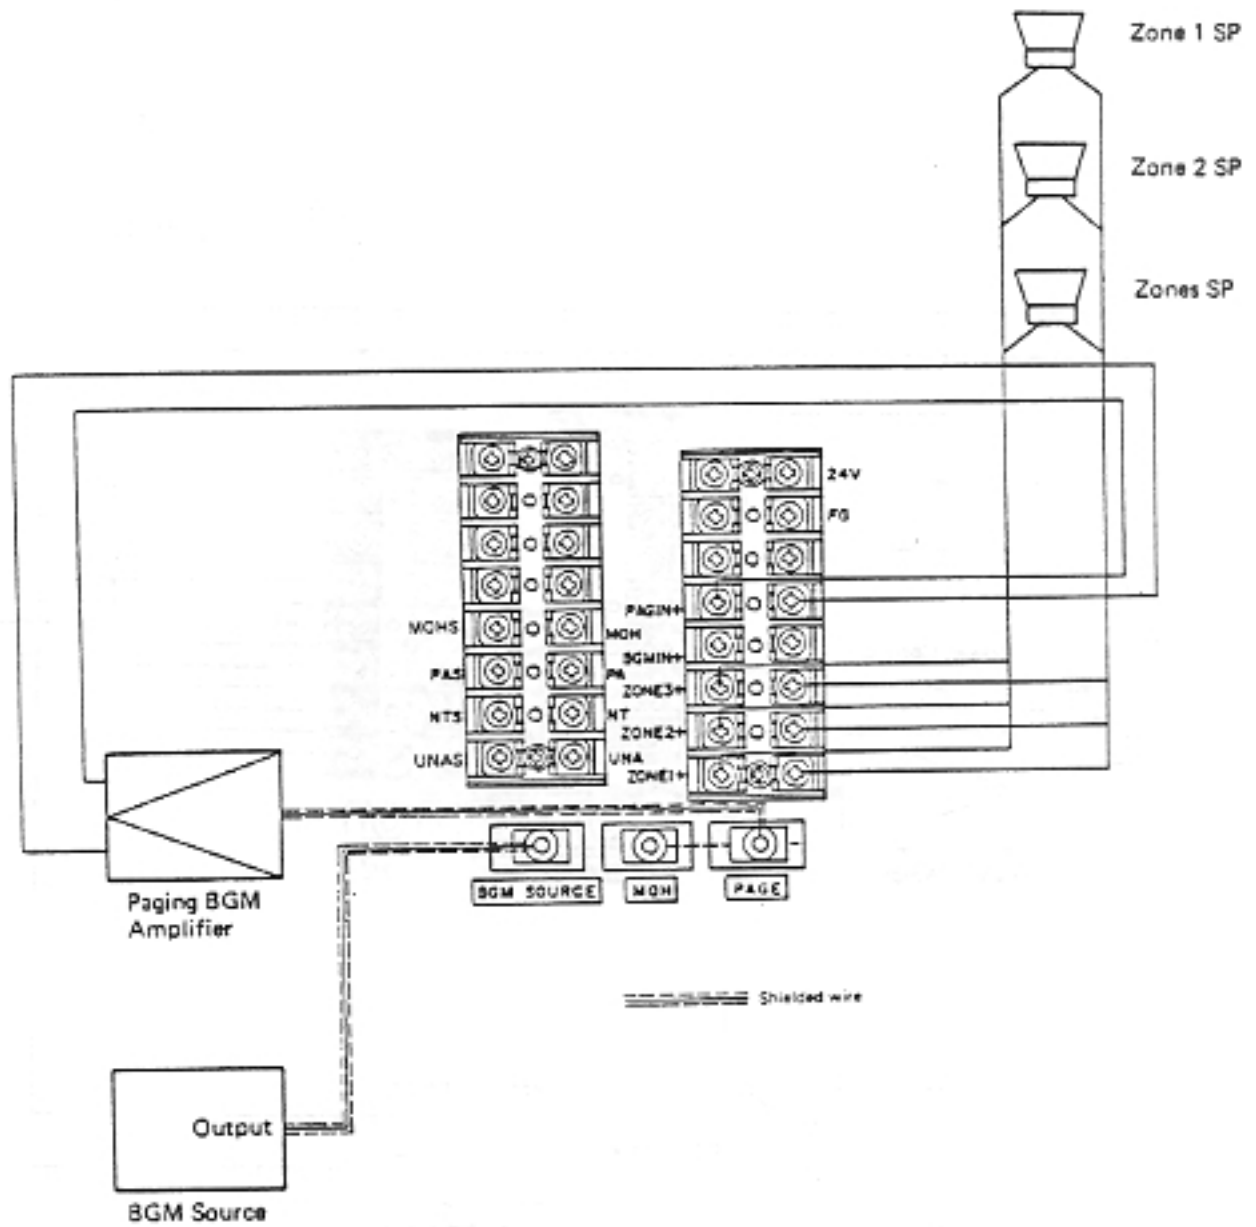 Zone 1 SP
Zone 2 SP
Zones SP
24V
FG
PAGIN+
MOHS
MOH
BGMIN+
PAS
PA
ZONE3+
NTS
NT
ZONE2+
UNAS
UNA
ZONE1+
BGM SOURCE
MOH
PAGE
Paging BGM
Amplifier
Shielded wire
Output
BGM Source